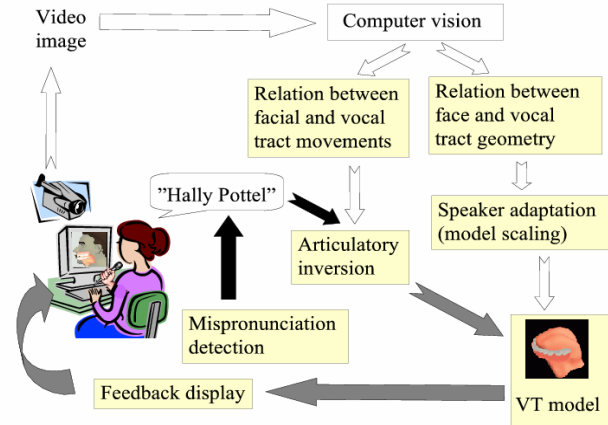 Video
image
Computer vision
Relation between
facial and vocal
tract movements
Relation between
face and vocal
tract geometry
”Hally Pottel”
Speaker adaptation
(model scaling)
Articulatory
inversion
Mispronunciation
detection
Feedback display
VT model